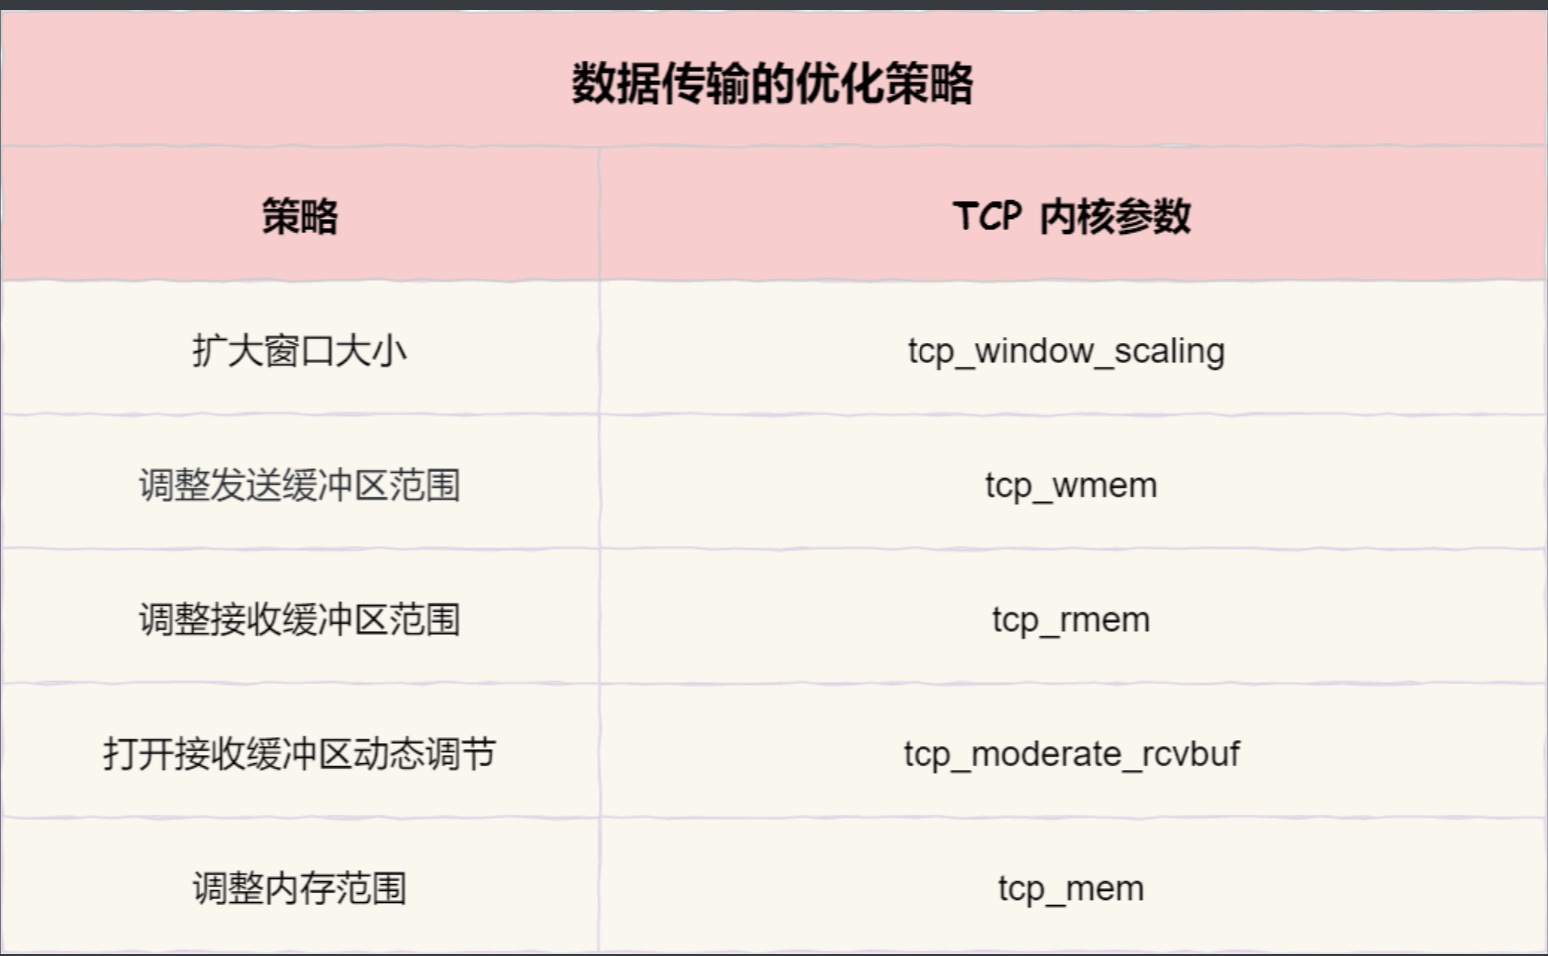 数据传输的优化策略
策略 TCP 内核参数
扩大窗口大小 tcp_window_scaling
调整发送缓冲区范围 tcp_wmem
调整接收缓冲区范围 tcp_rmem
打开接收缓冲区动态调节 tcp_moderate_rcvbuf
调整内存范围 tcp_mem